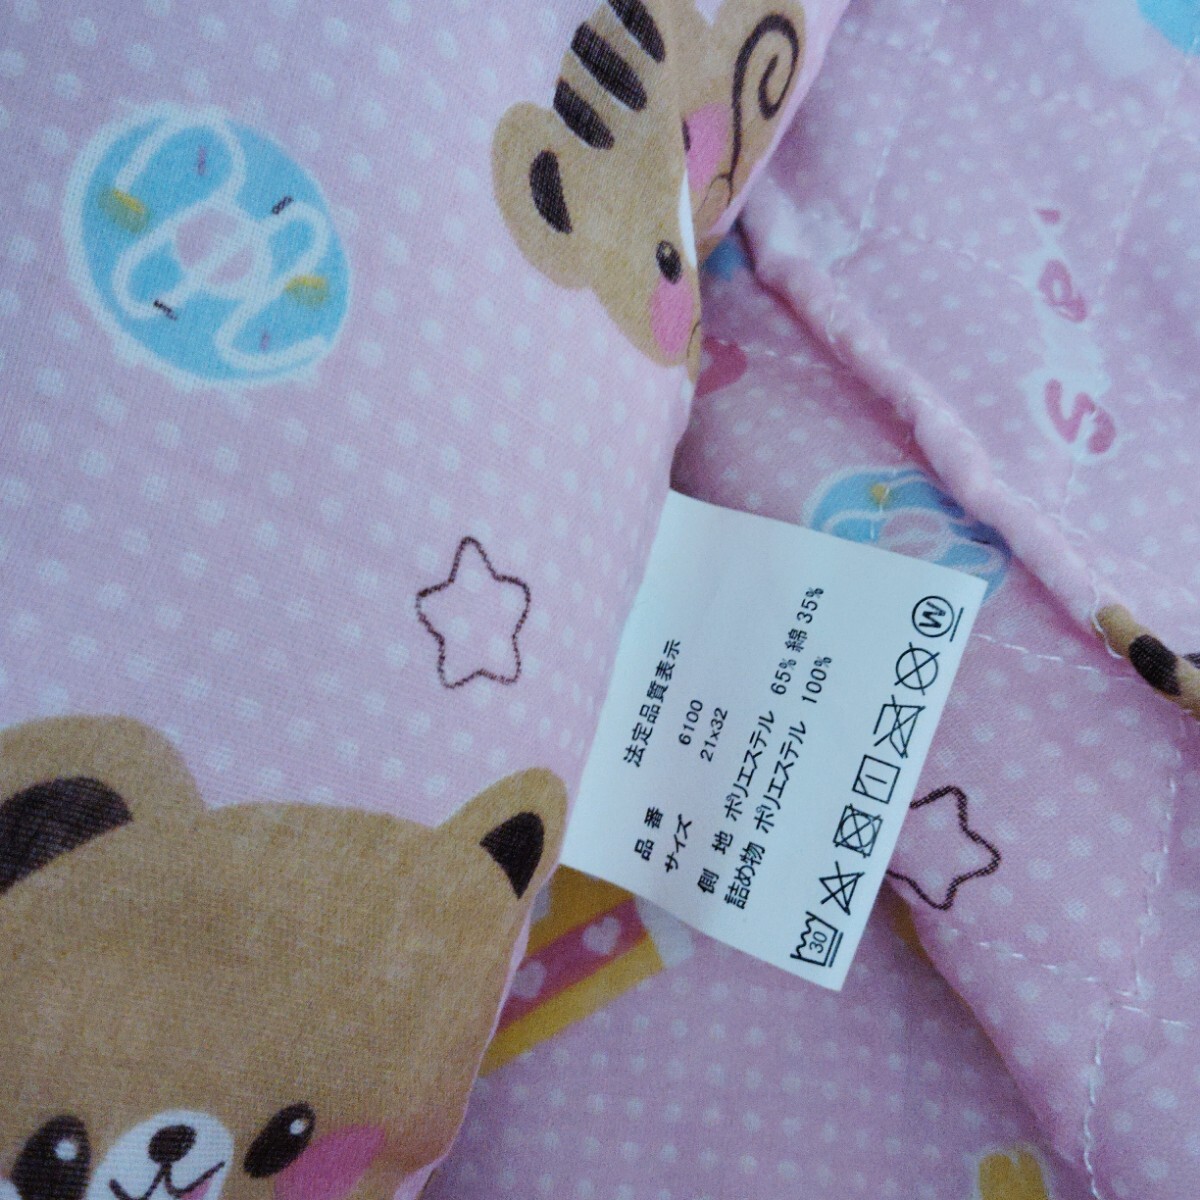 法定品質表示
品番 6100
サイズ 21x32
側地 ポリエステル 65% 綿 35%
詰め物 ポリエステル 100%
30
W